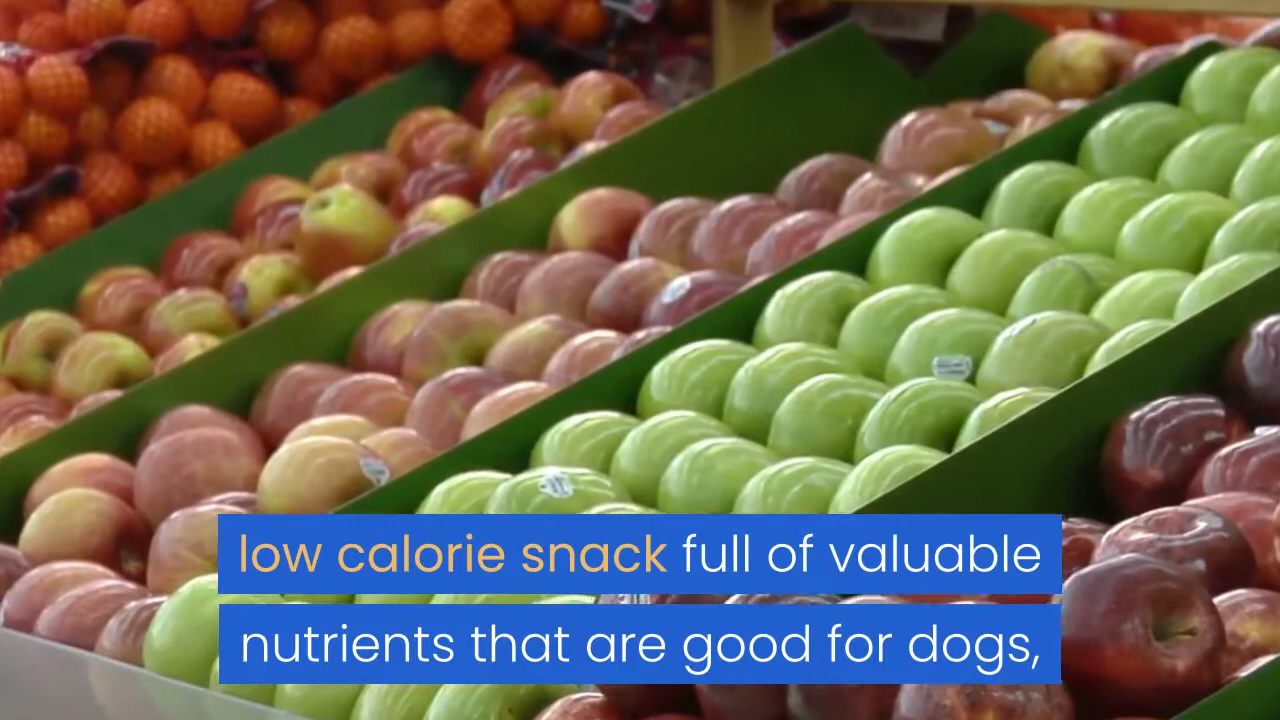 low calorie snack full of valuable
nutrients that are good for dogs,